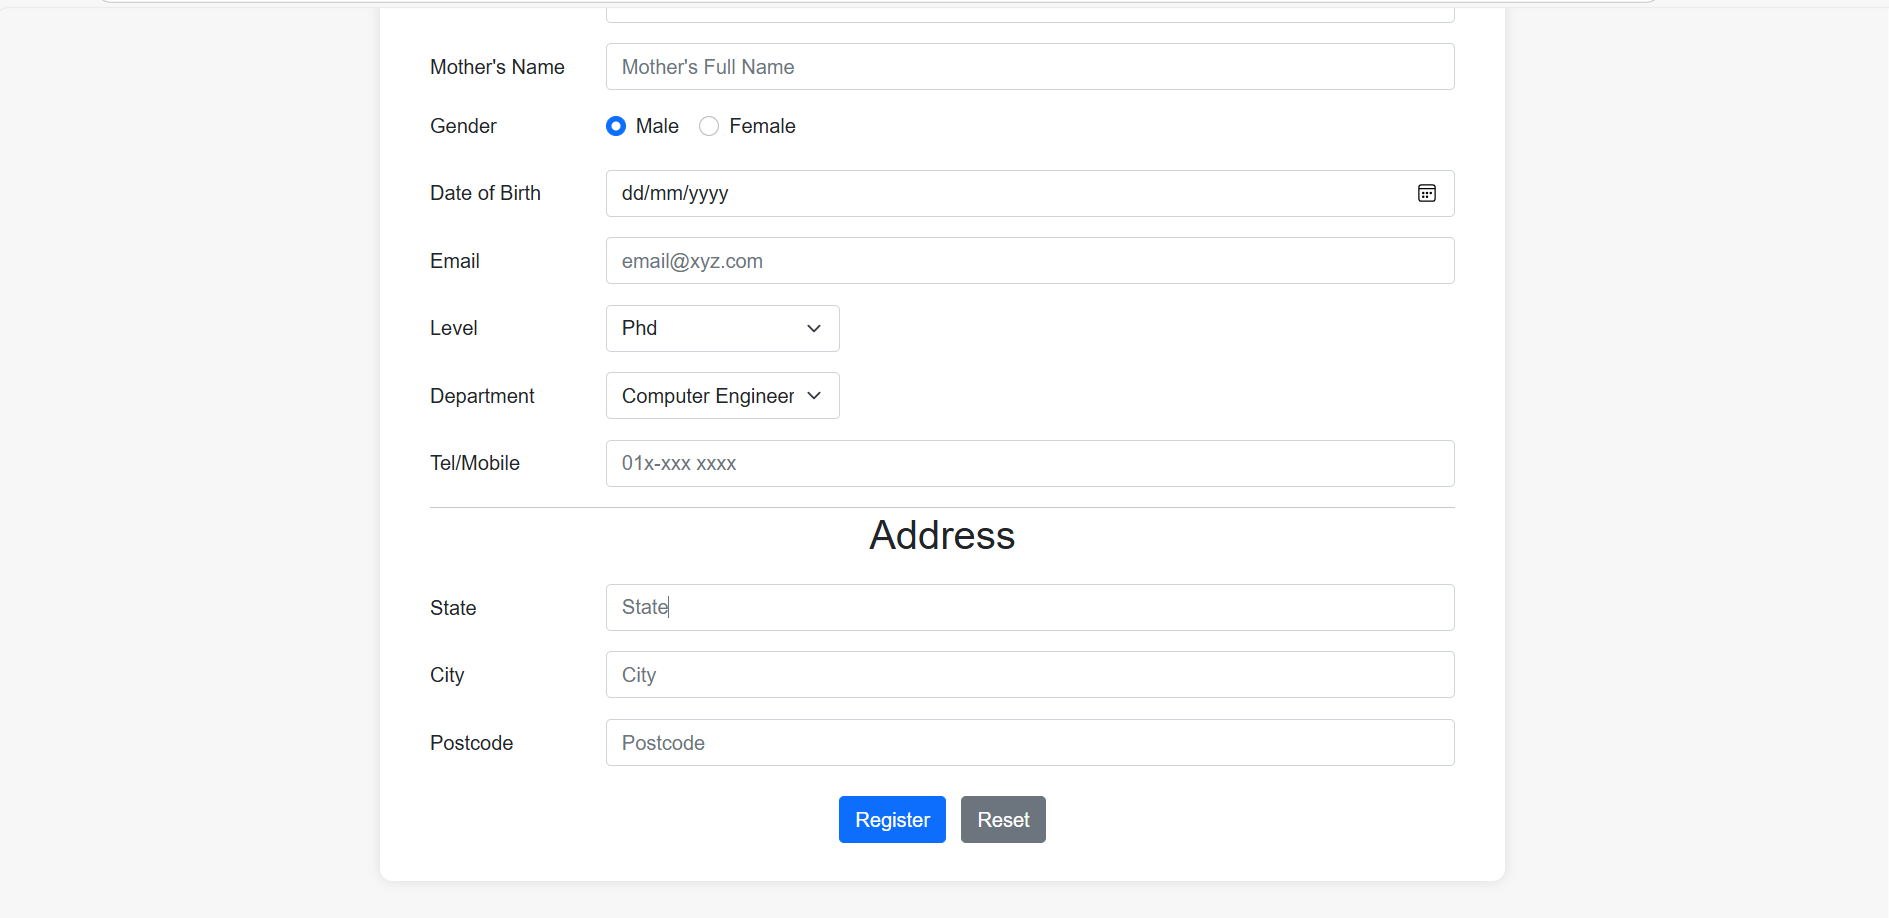 Mother's Name Mother's Full Name
Gender Male Female
Date of Birth dd/mm/yyyy
Email email@xyz.com
Level Phd
Department Computer Engineer
Tel/Mobile 01x-xxx xxxx
Address
State State
City City
Postcode Postcode
Register Reset